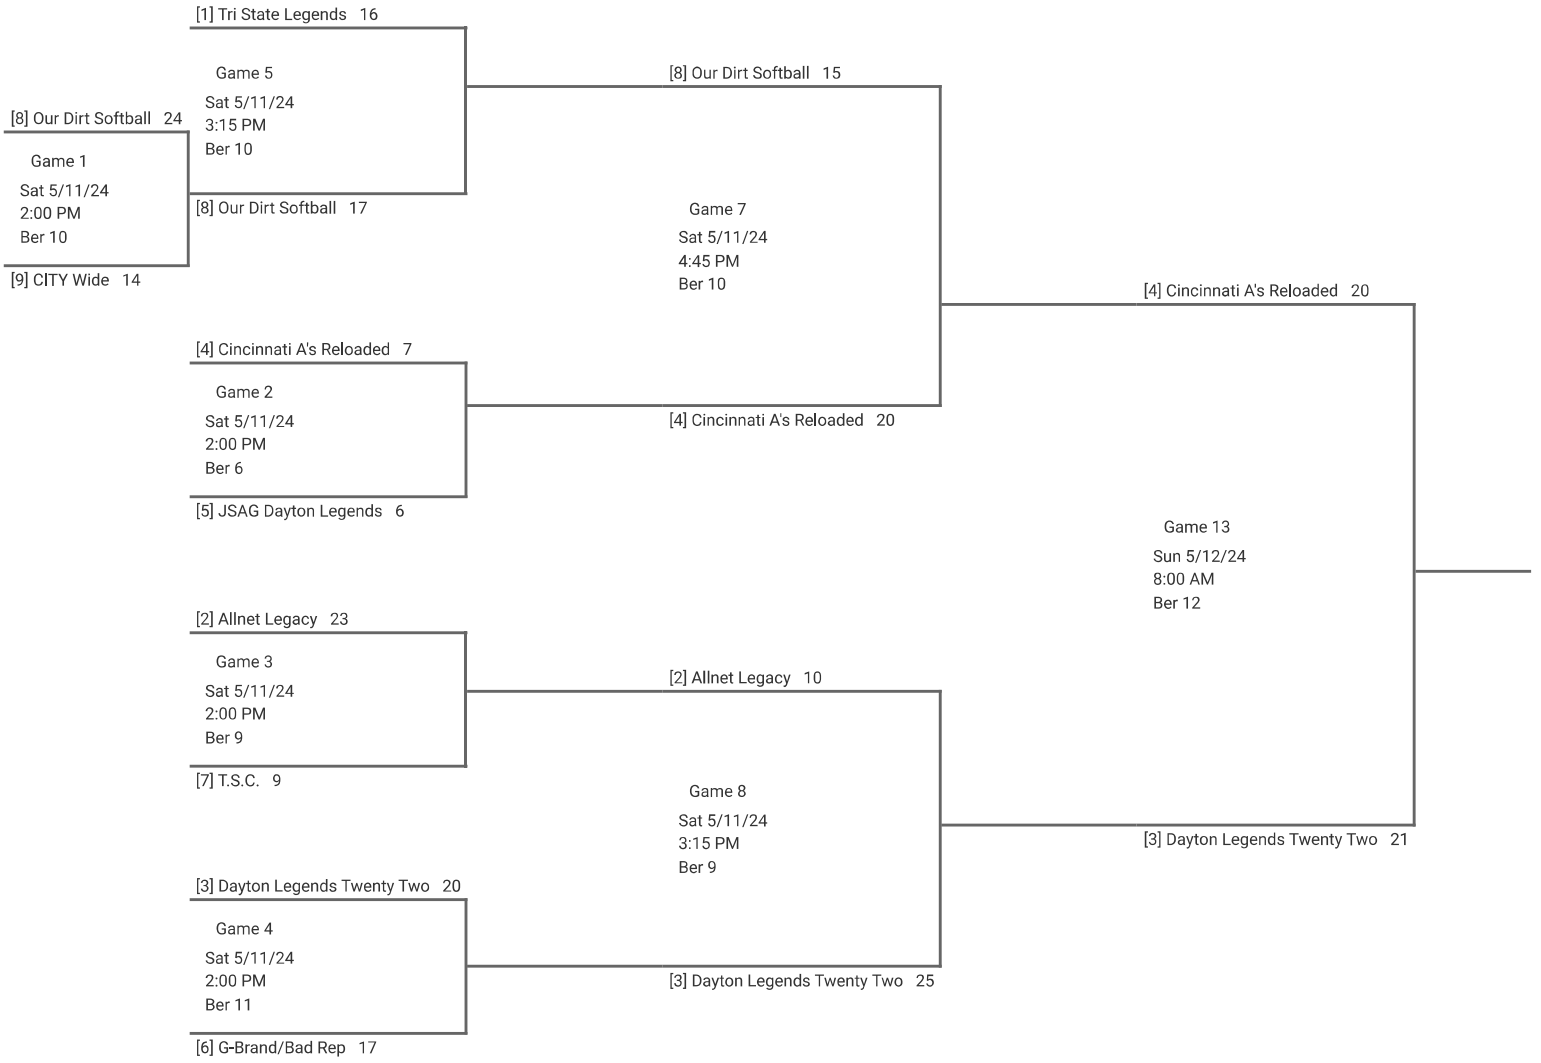 [1] Tri State Legends 16
Game 5
Sat 5/11/24
3:15 PM
Ber 10
[8] Our Dirt Softball 17
[8] Our Dirt Softball 24
Game 1
Sat 5/11/24
2:00 PM
Ber 10
[9] CITY Wide 14
[4] Cincinnati A's Reloaded 7
Game 2
Sat 5/11/24
2:00 PM
Ber 6
[5] JSAG Dayton Legends 6
[2] Allnet Legacy 23
Game 3
Sat 5/11/24
2:00 PM
Ber 9
[7] T.S.C. 9
[3] Dayton Legends Twenty Two 20
Game 4
Sat 5/11/24
2:00 PM
Ber 11
[6] G-Brand/Bad Rep 17
[8] Our Dirt Softball 15
Game 7
Sat 5/11/24
4:45 PM
Ber 10
[4] Cincinnati A's Reloaded 20
[2] Allnet Legacy 10
Game 8
Sat 5/11/24
3:15 PM
Ber 9
[3] Dayton Legends Twenty Two 25
[4] Cincinnati A's Reloaded 20
Game 13
Sun 5/12/24
8:00 AM
Ber 12
[3] Dayton Legends Twenty Two 21